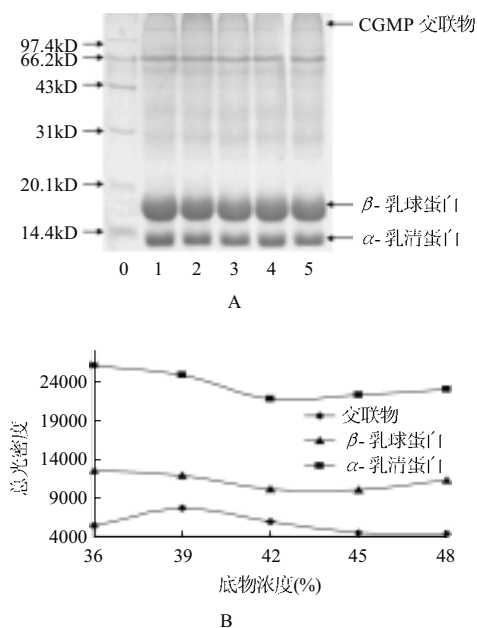 CGMP 交联物
97.4kD
66.2kD
43kD
31kD
20.1kD
β- 乳球蛋白
14.4kD
α- 乳清蛋白
0 1 2 3 4 5
A
总光密度
24000
19000
14000
9000
4000
交联物
β- 乳球蛋白
α- 乳清蛋白
36 39 42 45 48
底物浓度(%)
B